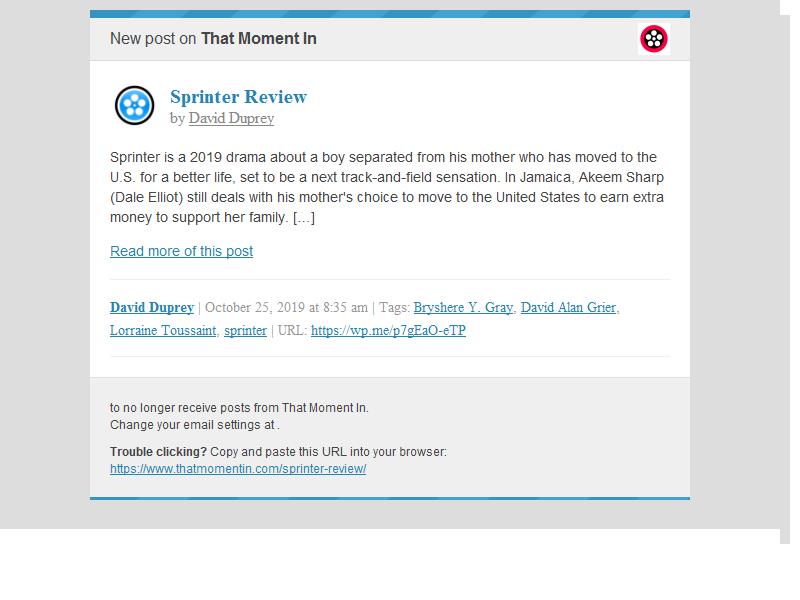 New post on That Moment In
Sprinter Review
by David Duprey
Sprinter is a 2019 drama about a boy separated from his mother who has moved to the
U.S. for a better life, set to be a next track-and-field sensation. In Jamaica, Akeem Sharp
(Dale Elliot) still deals with his mother's choice to move to the United States to earn extra
money to support her family. […]
Read more of this post
David Duprey | October 25, 2019 at 8:35 am | Tags: Bryshere Y. Gray, David Alan Grier,
Lorraine Toussaint, sprinter | URL: https://wp.me/p7gEaO-eTP
to no longer receive posts from That Moment In.
Change your email settings at .
Trouble clicking? Copy and paste this URL into your browser:
https://www.thatmomentin.com/sprinter-review/